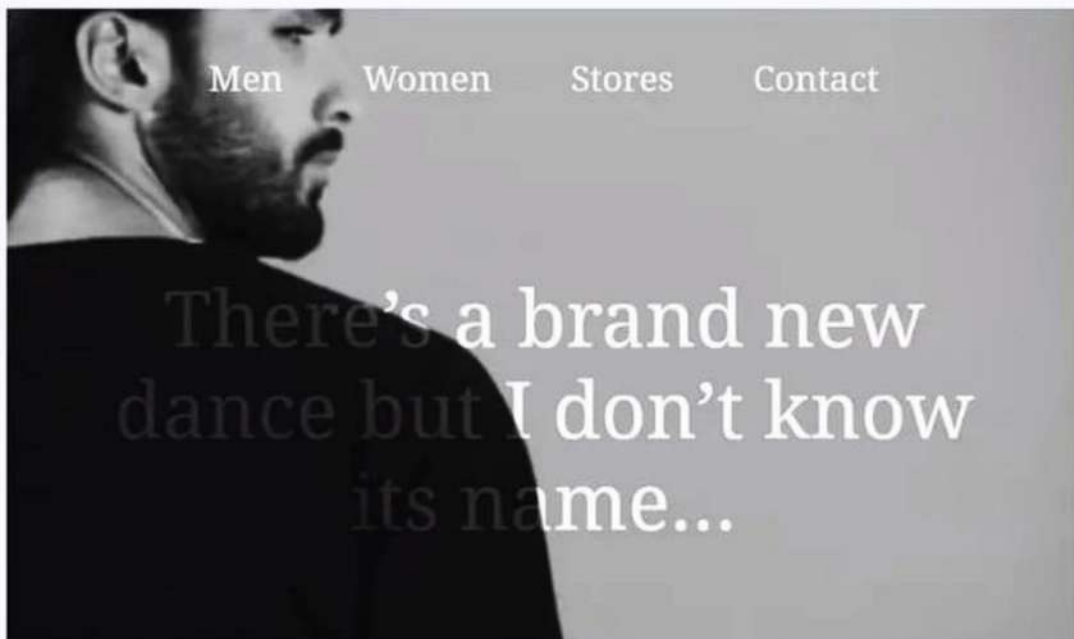 Men Women Stores Contact
There’s a brand new
dance but I don’t know
its name...